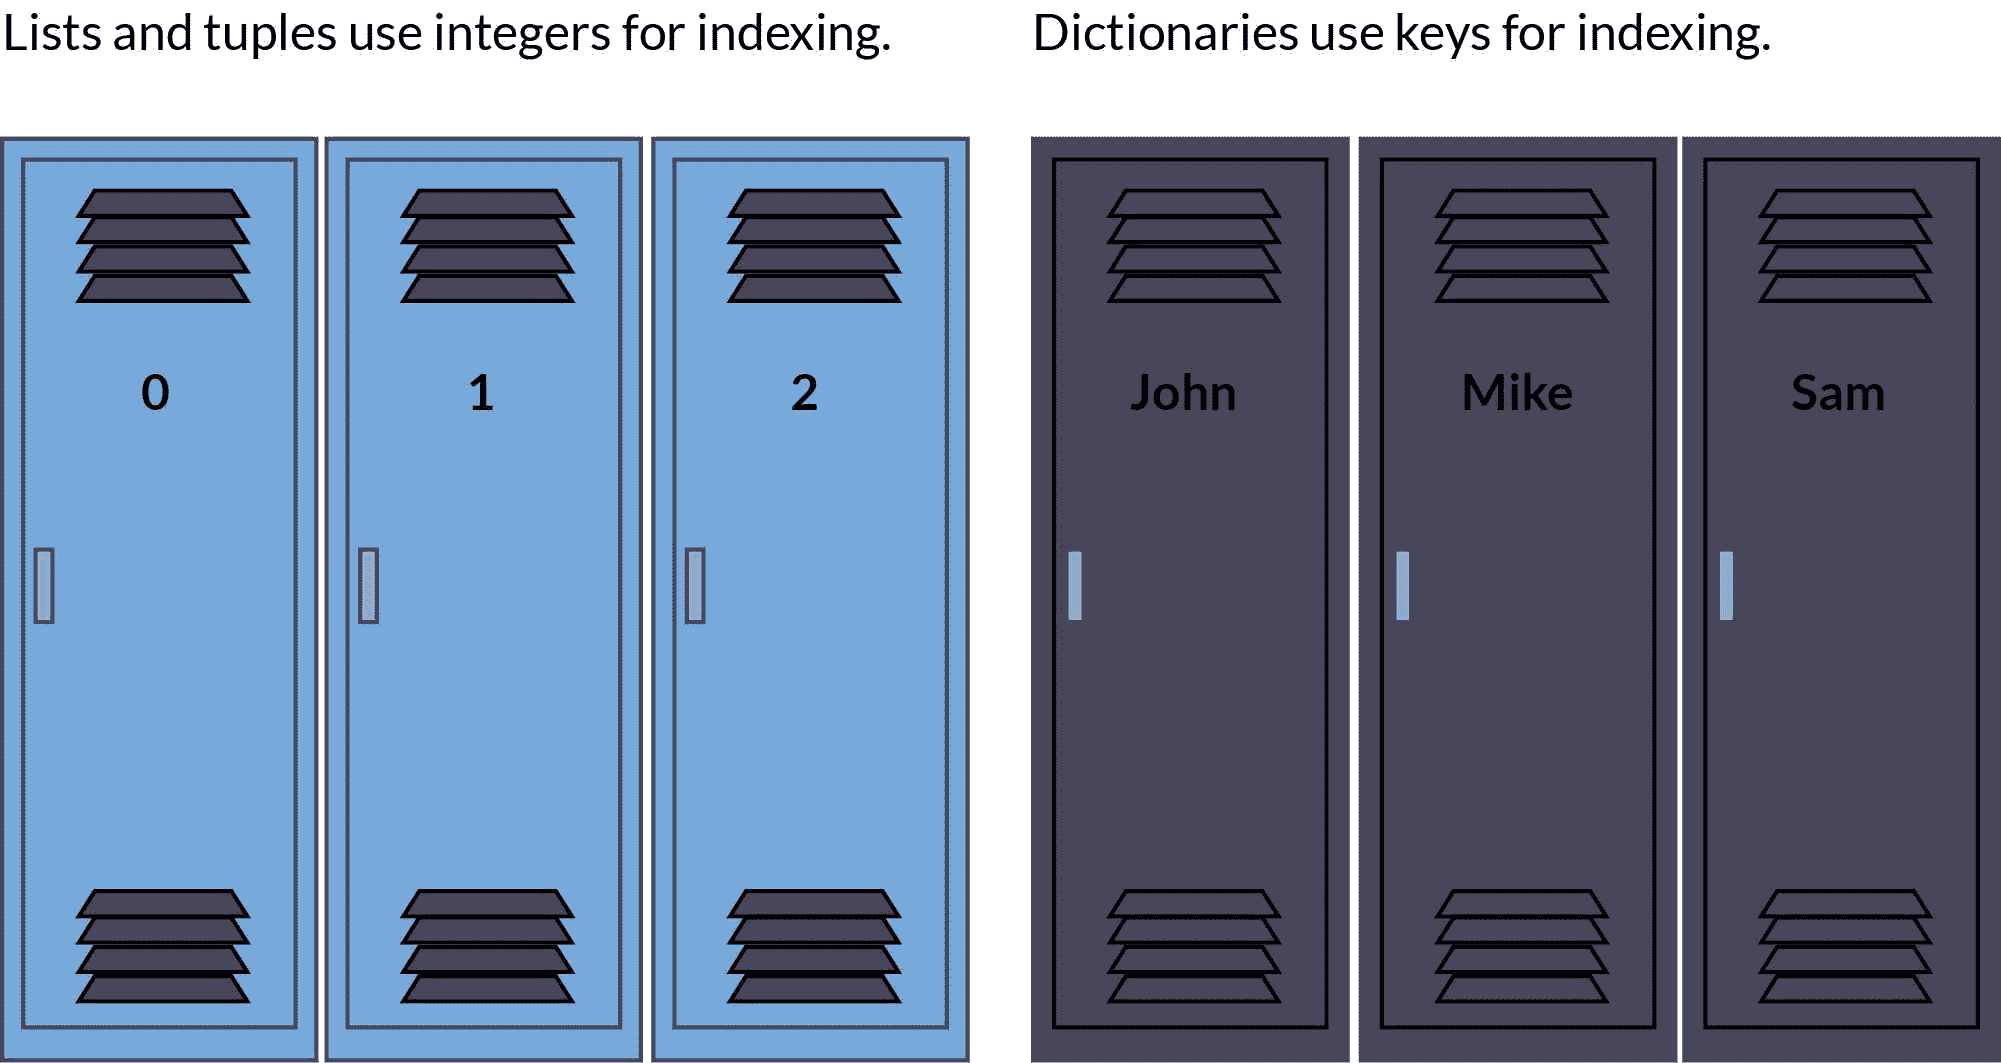 Lists and tuples use integers for indexing.
Dictionaries use keys for indexing.
0
1
2
John
Mike
Sam